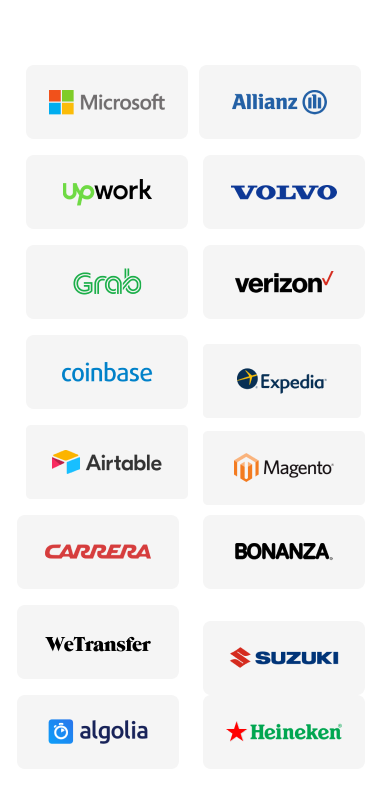 Microsoft
Allianz
upwork
VOLVO
Grab
verizon
coinbase
Expedia
Airtable
Magento
CARRERA
BONANZA
WeTransfer
SUZUKI
algolia
Heineken